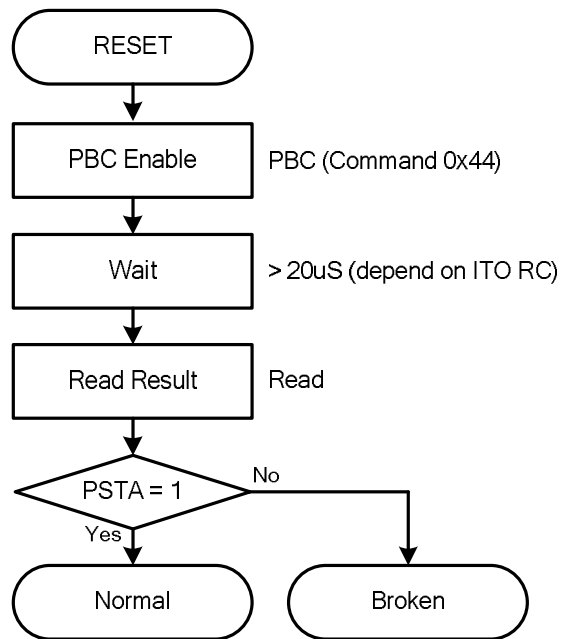 RESET
PBC Enable
PBC (Command 0x44)
Wait
> 20uS (depend on ITO RC)
Read Result
Read
PSTA = 1
No
Yes
Normal
Broken